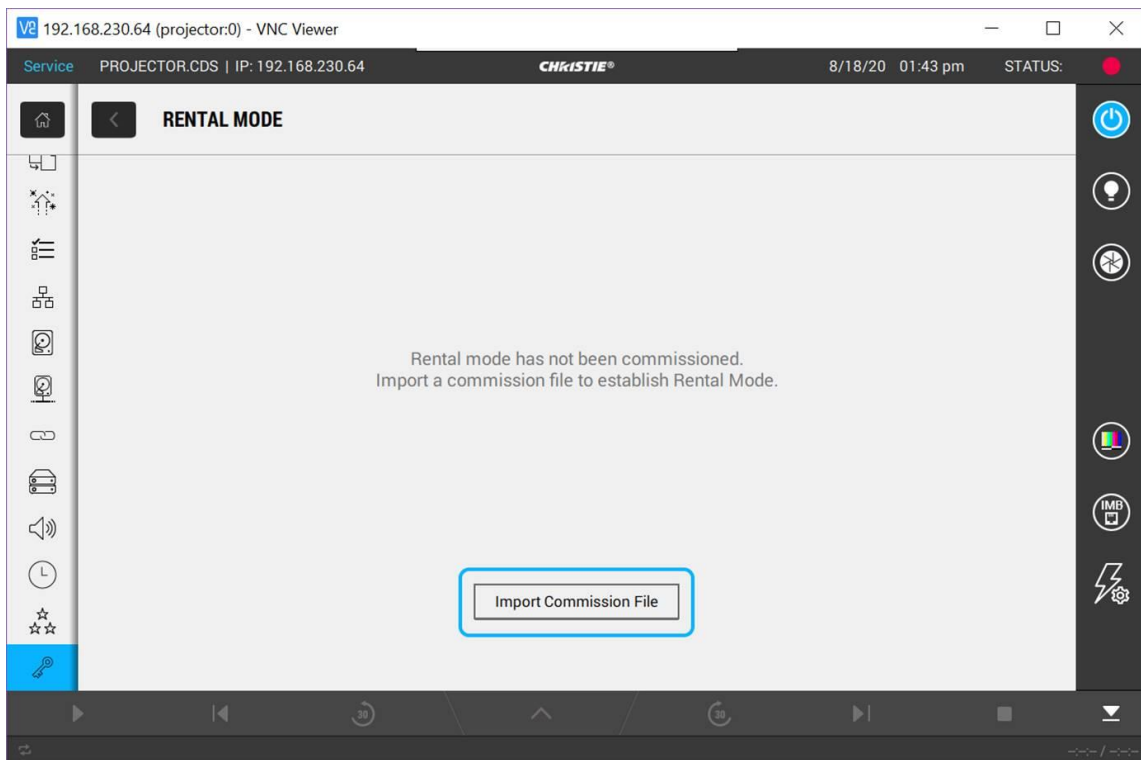 192.168.230.64 (projector:0) - VNC Viewer
Service PROJECTOR.CDS | IP: 192.168.230.64 CHRISTIE® 8/18/20 01:43 pm STATUS:
RENTAL MODE
Rental mode has not been commissioned.
Import a commission file to establish Rental Mode.
IMB
Import Commission File
30 30
--:--:-- / --:--:--